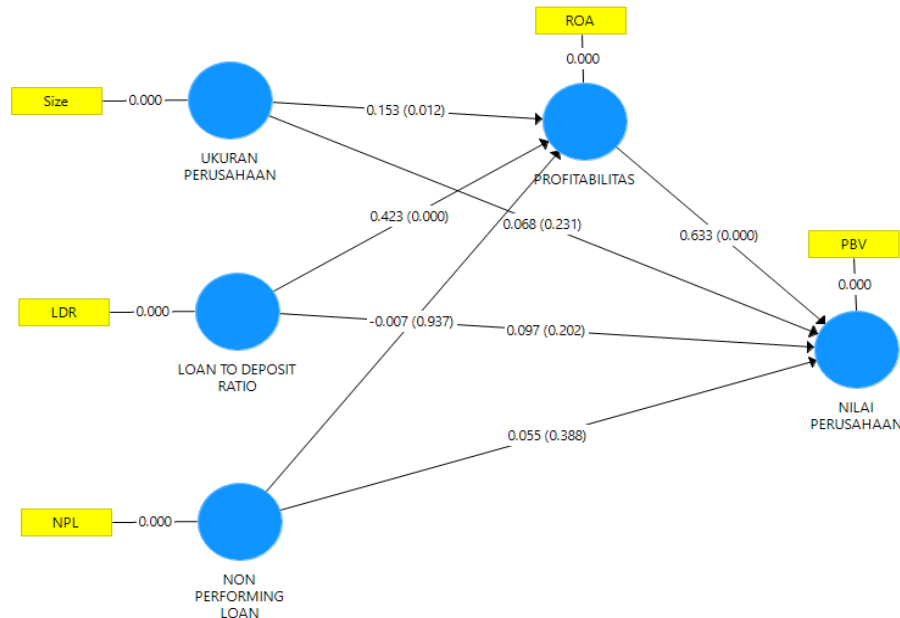 ROA
0.000
Size
0.000
0.153 (0.012)
UKURAN
PERUSAHAAN
PROFITABILITAS
0.423 (0.000)
0.068 (0.231)
0.633 (0.000)
PBV
0.000
LDR
0.000
-0.007 (0.937)
0.097 (0.202)
LOAN TO DEPOSIT
RATIO
NILAI
PERUSAHAAN
0.055 (0.388)
NPL
0.000
NON
PERFORMING
LOAN